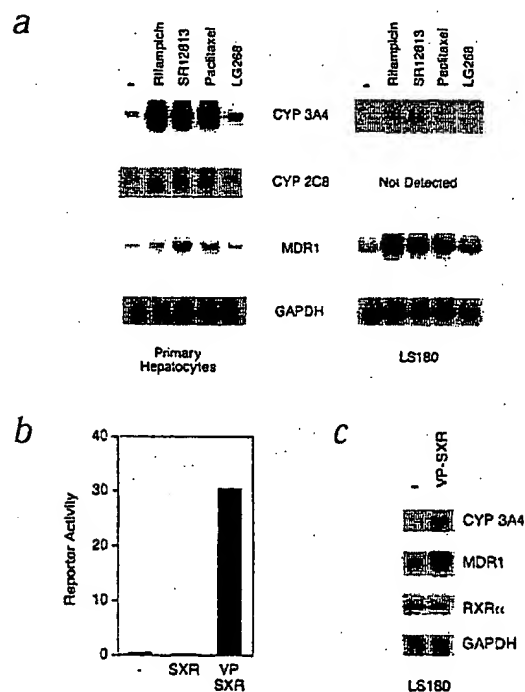 a
-
Rifampicin
SR12813
Paclitaxel
LG268
-
Rifampicin
SR12813
Paclitaxel
LG268
CYP 3A4
CYP 2C8
Not Detected
MDR1
GAPDH
Primary
Hepatocytes
LS180
b
c
Reporter Activity
40
30
20
10
0
-
SXR
VP
SXR
-
VP-SXR
CYP 3A4
MDR1
RXRα
GAPDH
LS180